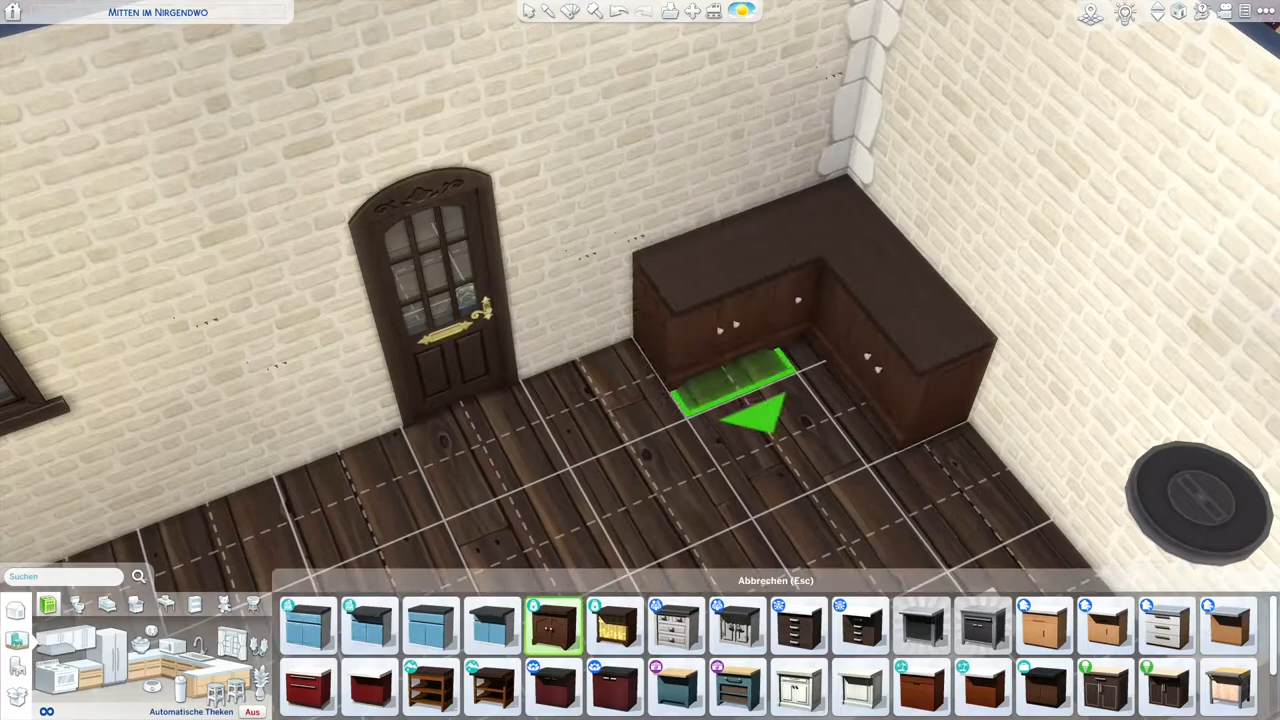 Mitten im Nirgendwo
Abbrechen (Esc)
Suchen
Automatische Theken Aus